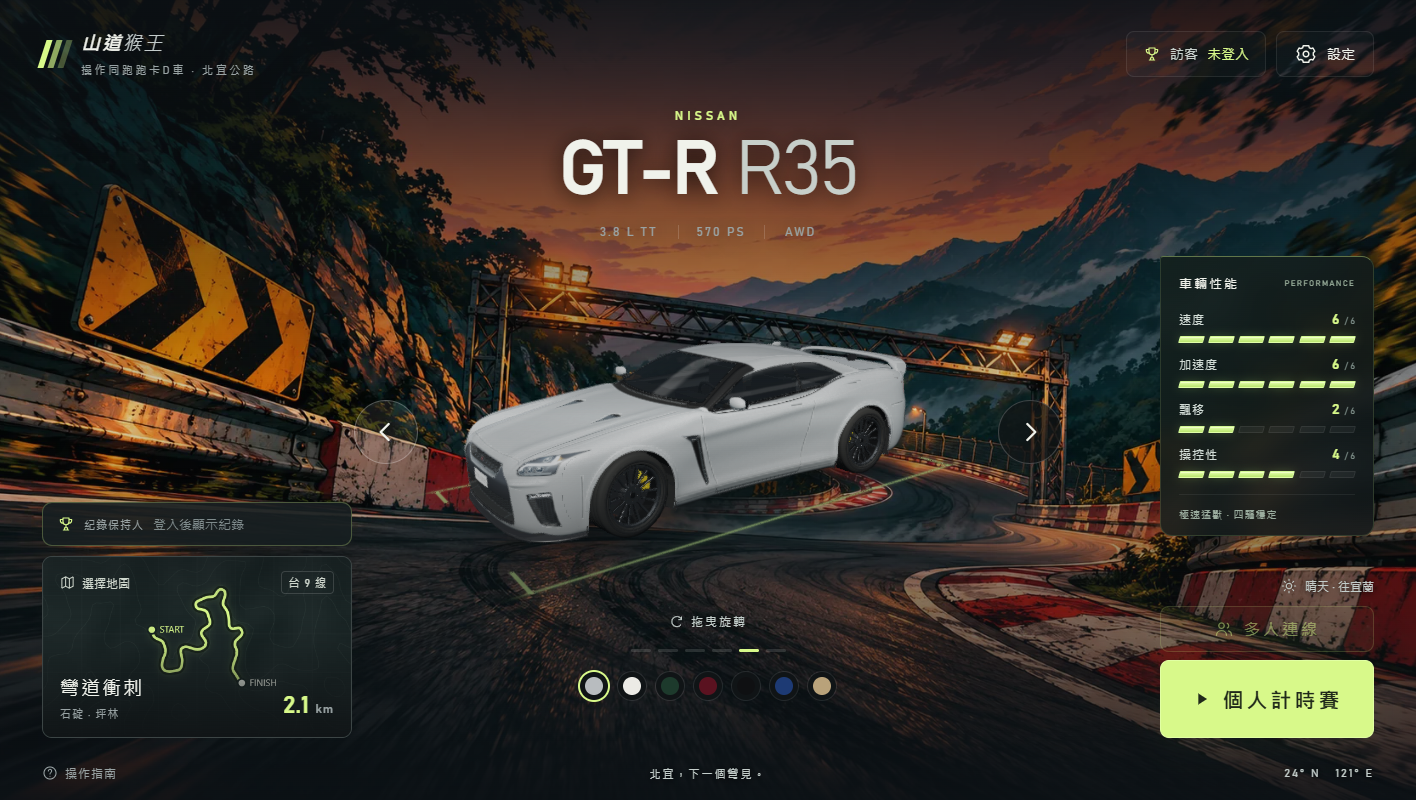 山道猴王
操作同跑跑卡D車 · 北宜公路
訪客 未登入
設定
NISSAN
GT-R R35
3.8 L TT
570 PS
AWD
車輛性能 PERFORMANCE
速度 6 /6
加速度 6 /6
飄移 2 /6
操控性 4 /6
極速猛獸 · 四驅穩定
紀錄保持人 登入後顯示紀錄
選擇地圖
台 9 線
START
FINISH
彎道衝刺
石碇 · 坪林
2.1 km
拖曳旋轉
晴天 · 往宜蘭
多人連線
個人計時賽
操作指南
北宜，下一個彎見。
24° N 121° E